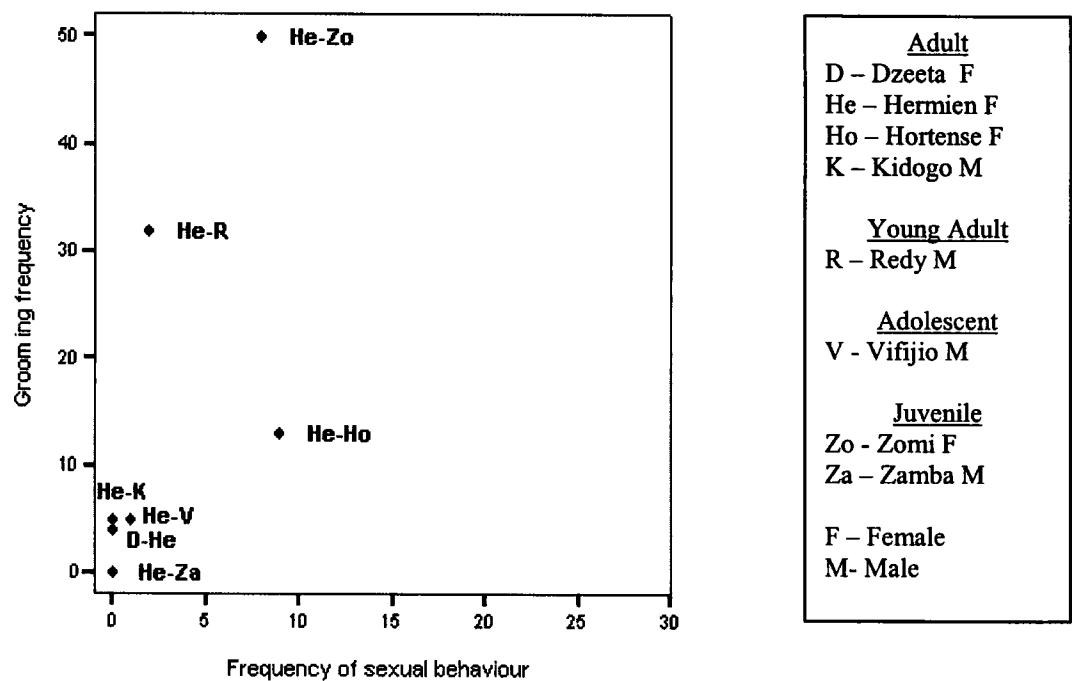 Grooming frequency
50
40
30
20
10
0
He-Zo
He-R
He-Ho
He-K
He-V
D-He
He-Za
0 5 10 15 20 25 30
Frequency of sexual behaviour
Adult
D – Dzeeta F
He – Hermien F
Ho – Hortense F
K – Kidogo M
Young Adult
R – Redy M
Adolescent
V - Vifijio M
Juvenile
Zo - Zomi F
Za – Zamba M
F – Female
M- Male